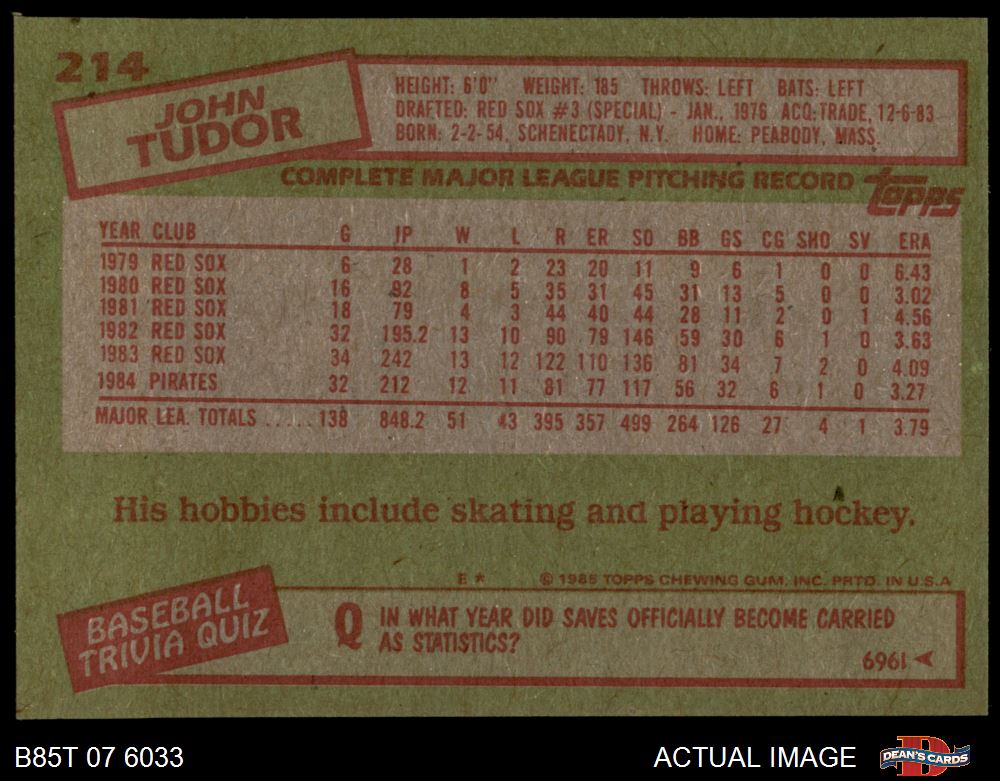 214
JOHN
TUDOR
HEIGHT: 6'0" WEIGHT: 185 THROWS: LEFT BATS: LEFT
DRAFTED: RED SOX #3 (SPECIAL) - JAN., 1976 ACQ:TRADE, 12-6-83
BORN: 2-2-54, SCHENECTADY, N.Y. HOME: PEABODY, MASS.
COMPLETE MAJOR LEAGUE PITCHING RECORD
topps
YEAR CLUB G IP W L R ER SO BB GS CG SHO SV ERA
1979 RED SOX 6 28 1 2 23 20 11 9 6 1 0 0 6.43
1980 RED SOX 16 92 8 5 35 31 45 31 13 5 0 0 3.02
1981 RED SOX 18 79 4 3 44 40 44 28 11 2 0 1 4.56
1982 RED SOX 32 195.2 13 10 90 79 146 59 30 6 1 0 3.63
1983 RED SOX 34 242 13 12 122 110 136 81 34 7 2 0 4.09
1984 PIRATES 32 212 12 11 81 77 117 56 32 6 1 0 3.27
MAJOR LEA. TOTALS ..... 138 848.2 51 43 395 357 499 264 126 27 4 1 3.79
His hobbies include skating and playing hockey.
E * © 1985 TOPPS CHEWING GUM, INC. PRTD. IN U.S.A
BASEBALL
TRIVIA QUIZ
Q IN WHAT YEAR DID SAVES OFFICIALLY BECOME CARRIED
AS STATISTICS?
1969
B85T 07 6033
ACTUAL IMAGE
DEAN'S CARDS